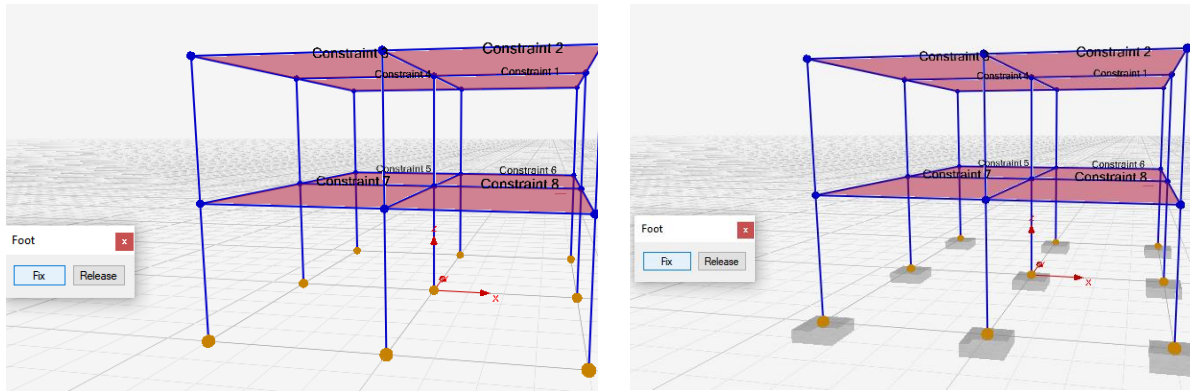 Constraint 2
Constraint 3
Constraint 4
Constraint 1
Constraint 5
Constraint 6
Constraint 7
Constraint 8
Foot
x
Fix
Release
z
X
Constraint 2
Constraint 3
Constraint 4
Constraint 1
Constraint 5
Constraint 6
Constraint 7
Constraint 8
Foot
x
Fix
Release
X